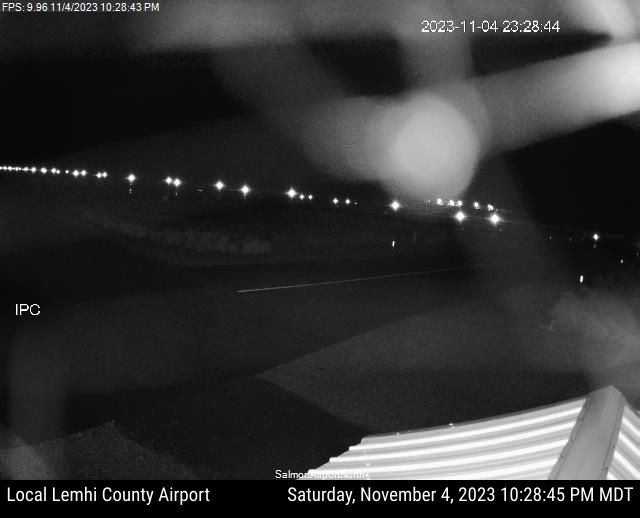 FPS: 9.96 11/4/2023 10:28:43 PM
2023-11-04 23:28:44
IPC
Local Lemhi County Airport
Saturday, November 4, 2023 10:28:45 PM MDT